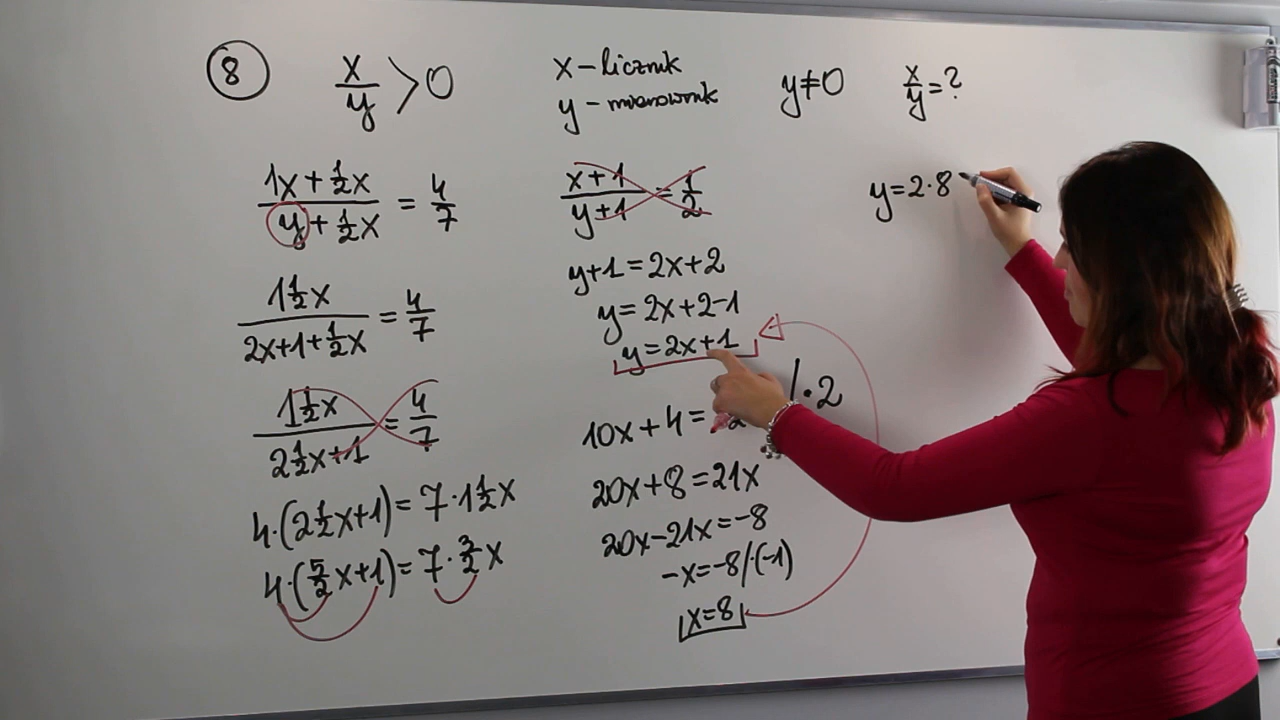 8 x/y > 0 x – licznik y ≠ 0 x/y = ?
y – mianownik
(1x + 1/2x)/(y + 1/2x) = 4/7
(1 1/2x)/(2x+1+1/2x) = 4/7
(1 1/2x)/(2 1/2x+1) = 4/7
4·(2 1/2x+1) = 7·1 1/2x
4·(5/2x+1) = 7·3/2x
(x+1)/(y+1) = 1/2
y+1 = 2x+2
y = 2x+2-1
y = 2x+1
10x + 4 = /·2
20x + 8 = 21x
20x - 21x = -8
-x = -8 /·(-1)
x = 8
y = 2·8